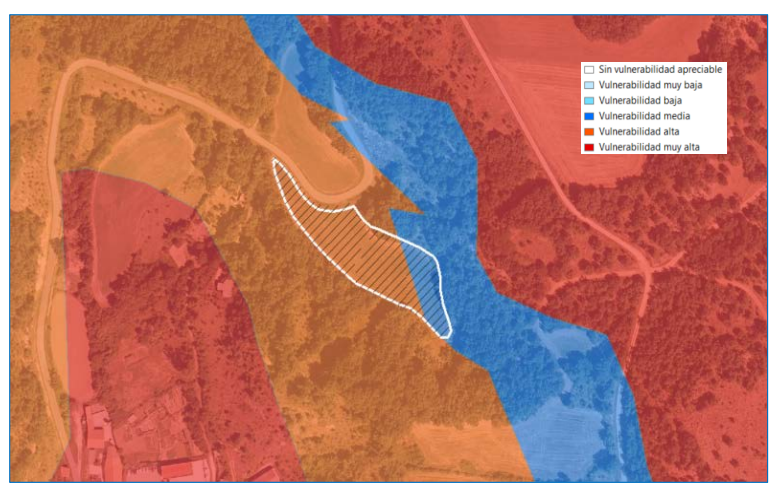 Sin vulnerabilidad apreciable
Vulnerabilidad muy baja
Vulnerabilidad baja
Vulnerabilidad media
Vulnerabilidad alta
Vulnerabilidad muy alta